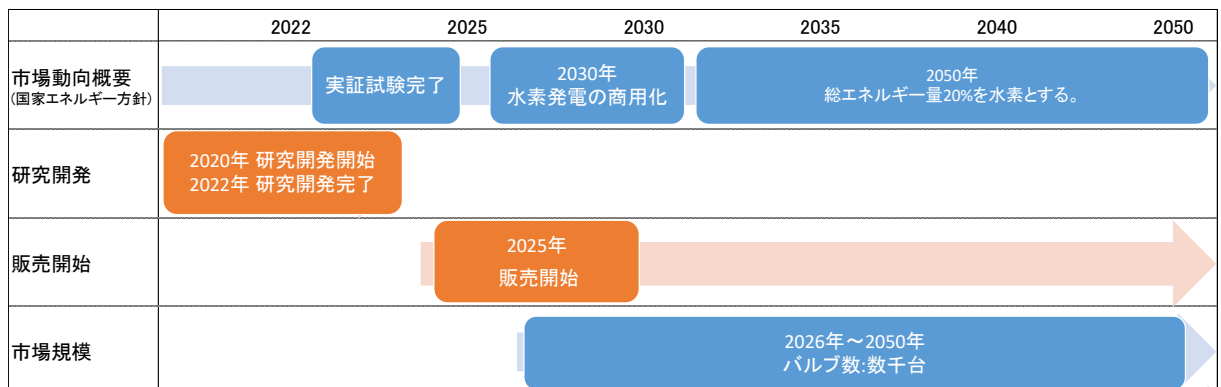 2022 2025 2030 2035 2040 2050
市場動向概要
(国家エネルギー方針)
実証試験完了
2030年
水素発電の商用化
2050年
総エネルギー量20%を水素とする。
研究開発
2020年 研究開発開始
2022年 研究開発完了
販売開始
2025年
販売開始
市場規模
2026年～2050年
バルブ数:数千台